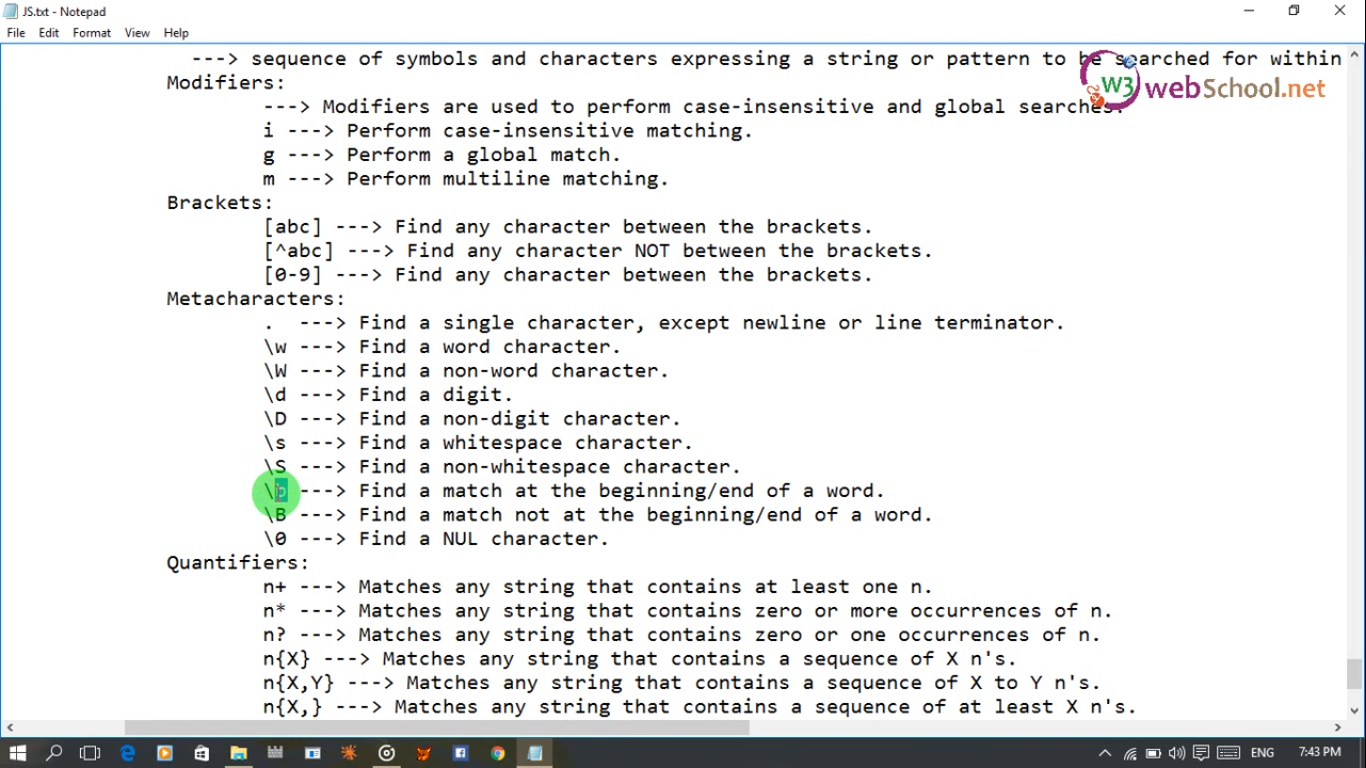 JS.txt - Notepad
File Edit Format View Help
---> sequence of symbols and characters expressing a string or pattern to be searched for within
W3 webSchool.net
Modifiers:
---> Modifiers are used to perform case-insensitive and global searches.
i ---> Perform case-insensitive matching.
g ---> Perform a global match.
m ---> Perform multiline matching.
Brackets:
[abc] ---> Find any character between the brackets.
[^abc] ---> Find any character NOT between the brackets.
[0-9] ---> Find any character between the brackets.
Metacharacters:
. ---> Find a single character, except newline or line terminator.
\w ---> Find a word character.
\W ---> Find a non-word character.
\d ---> Find a digit.
\D ---> Find a non-digit character.
\s ---> Find a whitespace character.
\S ---> Find a non-whitespace character.
\b ---> Find a match at the beginning/end of a word.
\B ---> Find a match not at the beginning/end of a word.
\0 ---> Find a NUL character.
Quantifiers:
n+ ---> Matches any string that contains at least one n.
n* ---> Matches any string that contains zero or more occurrences of n.
n? ---> Matches any string that contains zero or one occurrences of n.
n{X} ---> Matches any string that contains a sequence of X n's.
n{X,Y} ---> Matches any string that contains a sequence of X to Y n's.
n{X,} ---> Matches any string that contains a sequence of at least X n's.
ENG 7:43 PM